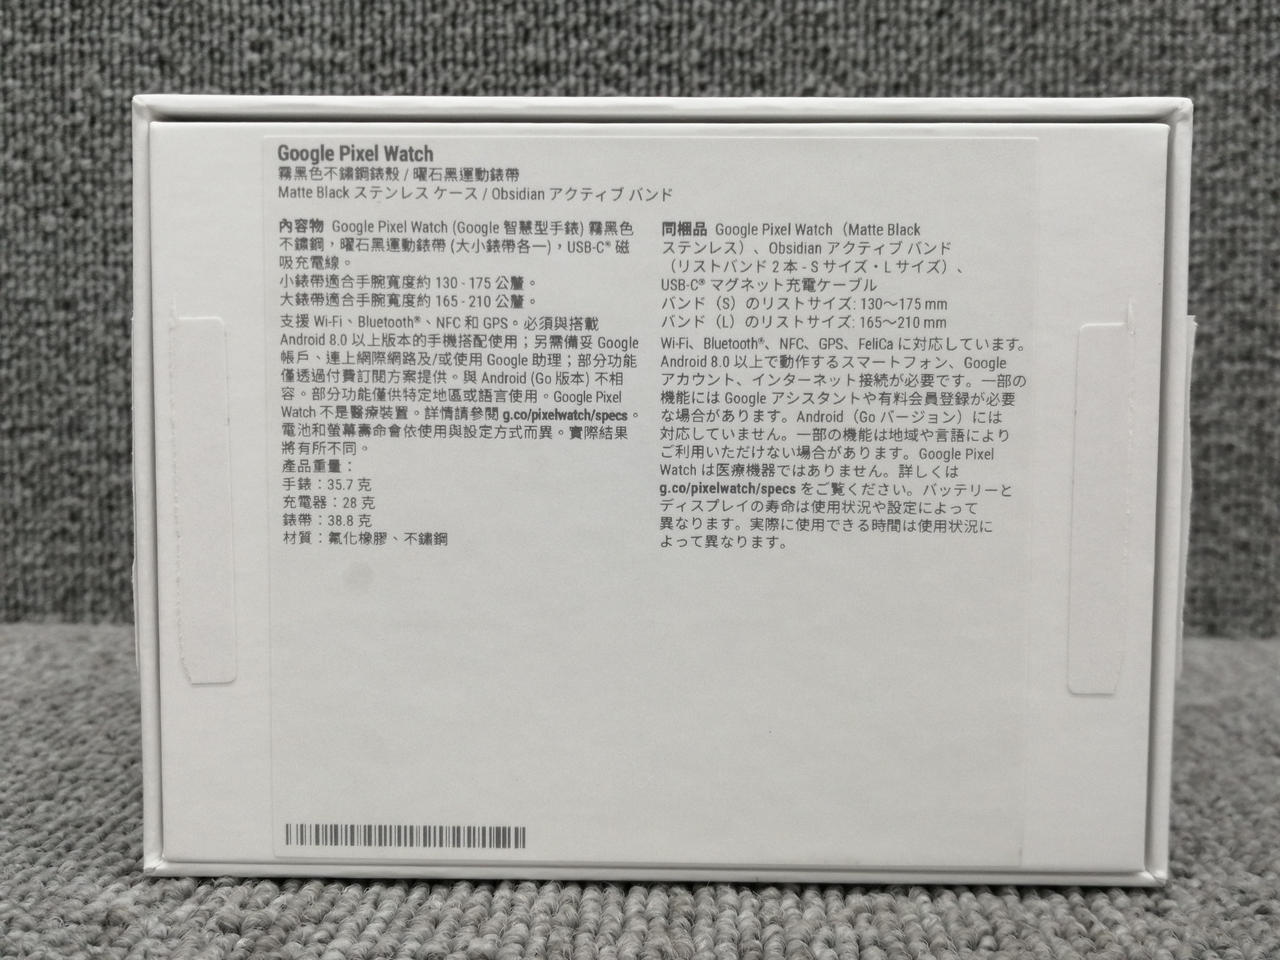 Google Pixel Watch
霧黑色不鏽鋼錶殼 / 曜石黑運動錶帶
Matte Black ステンレス ケース / Obsidian アクティブ バンド
內容物 Google Pixel Watch (Google 智慧型手錶) 霧黑色
不鏽鋼，曜石黑運動錶帶 (大小錶帶各一)，USB-C® 磁
吸充電線。
小錶帶適合手腕寬度約 130 - 175 公釐。
大錶帶適合手腕寬度約 165 - 210 公釐。
支援 Wi-Fi、Bluetooth®、NFC 和 GPS。必須與搭載
Android 8.0 以上版本的手機搭配使用；另需備妥 Google
帳戶、連上網際網路及/或使用 Google 助理；部分功能
僅透過付費訂閱方案提供。與 Android (Go 版本) 不相
容。部分功能僅供特定地區或語言使用。Google Pixel
Watch 不是醫療裝置。詳情請參閱 g.co/pixelwatch/specs。
電池和螢幕壽命會依使用與設定方式而異。實際結果
將有所不同。
產品重量：
手錶：35.7 克
充電器：28 克
錶帶：38.8 克
材質：氟化橡膠、不鏽鋼
同梱品 Google Pixel Watch（Matte Black
ステンレス）、Obsidian アクティブ バンド
（リストバンド 2 本 - S サイズ・L サイズ）、
USB-C® マグネット充電ケーブル
バンド（S）のリストサイズ: 130～175 mm
バンド（L）のリストサイズ: 165～210 mm
Wi-Fi、Bluetooth®、NFC、GPS、FeliCa に対応しています。
Android 8.0 以上で動作するスマートフォン、Google
アカウント、インターネット接続が必要です。一部の
機能には Google アシスタントや有料会員登録が必要
な場合があります。Android（Go バージョン）には
対応していません。一部の機能は地域や言語により
ご利用いただけない場合があります。Google Pixel
Watch は医療機器ではありません。詳しくは
g.co/pixelwatch/specs をご覧ください。バッテリーと
ディスプレイの寿命は使用状況や設定によって
異なります。実際に使用できる時間は使用状況に
よって異なります。